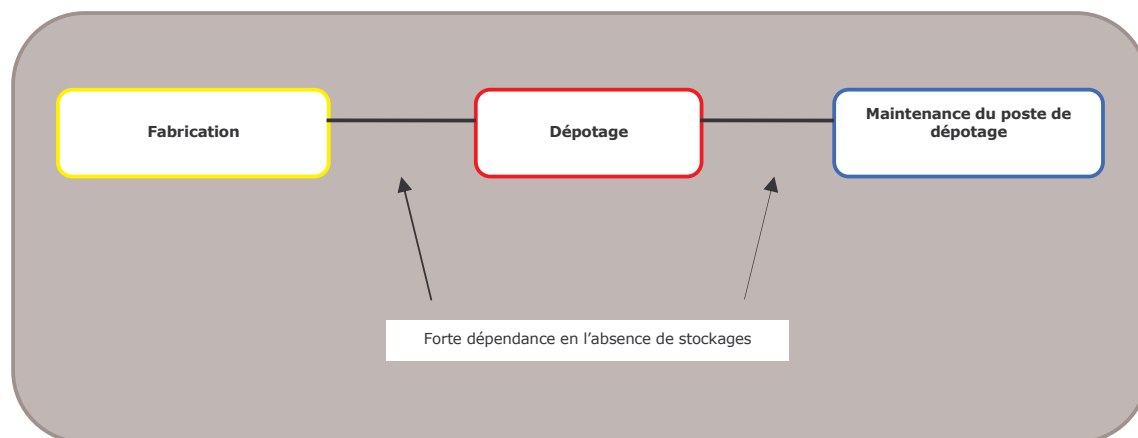 Fabrication
Dépotage
Maintenance du poste de
dépotage
Forte dépendance en l’absence de stockages